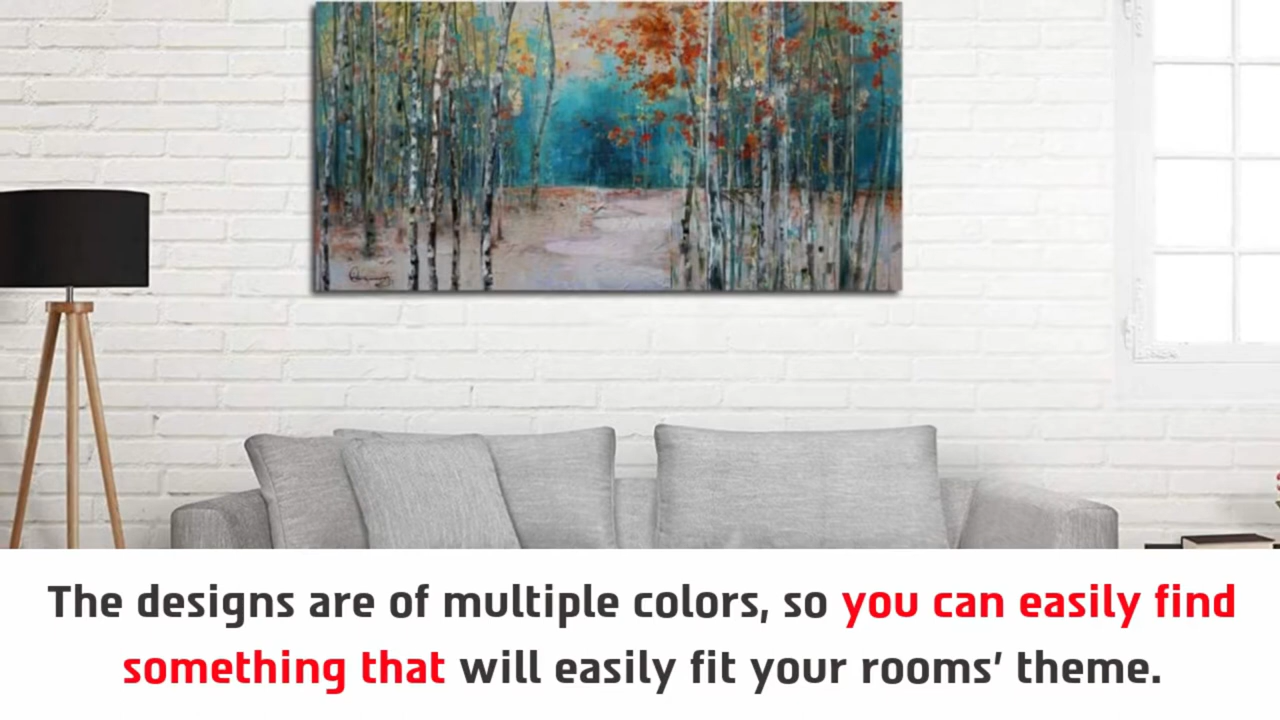 The designs are of multiple colors, so you can easily find
something that will easily fit your rooms’ theme.